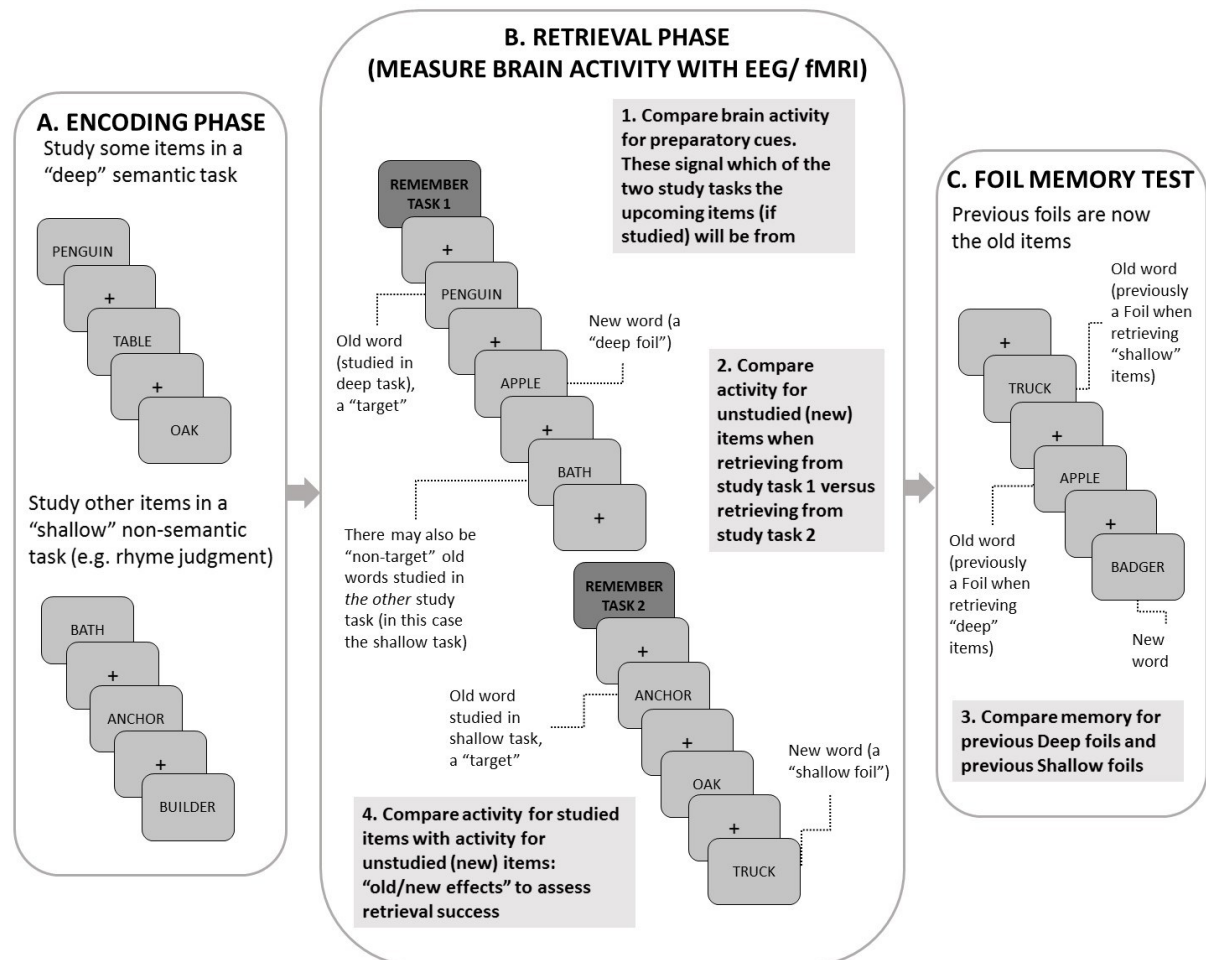 A. ENCODING PHASE
Study some items in a
“deep” semantic task
PENGUIN
+
TABLE
+
OAK
Study other items in a
“shallow” non-semantic
task (e.g. rhyme judgment)
BATH
+
ANCHOR
+
BUILDER
B. RETRIEVAL PHASE
(MEASURE BRAIN ACTIVITY WITH EEG/ fMRI)
1. Compare brain activity
for preparatory cues.
These signal which of the
two study tasks the
upcoming items (if
studied) will be from
REMEMBER
TASK 1
+
PENGUIN
Old word
(studied in
deep task),
a “target”
+
New word (a
“deep foil”)
APPLE
+
BATH
+
There may also be
“non-target” old
words studied in
the other study
task (in this case
the shallow task)
2. Compare
activity for
unstudied (new)
items when
retrieving from
study task 1 versus
retrieving from
study task 2
REMEMBER
TASK 2
+
ANCHOR
Old word
studied in
shallow task,
a “target”
+
OAK
+
New word (a
“shallow foil”)
TRUCK
4. Compare activity for studied
items with activity for
unstudied (new) items:
“old/new effects” to assess
retrieval success
C. FOIL MEMORY TEST
Previous foils are now
the old items
Old word
(previously
a Foil when
retrieving
“shallow”
items)
+
TRUCK
+
APPLE
Old word
(previously
a Foil when
retrieving
“deep”
items)
+
BADGER
New
word
3. Compare memory for
previous Deep foils and
previous Shallow foils